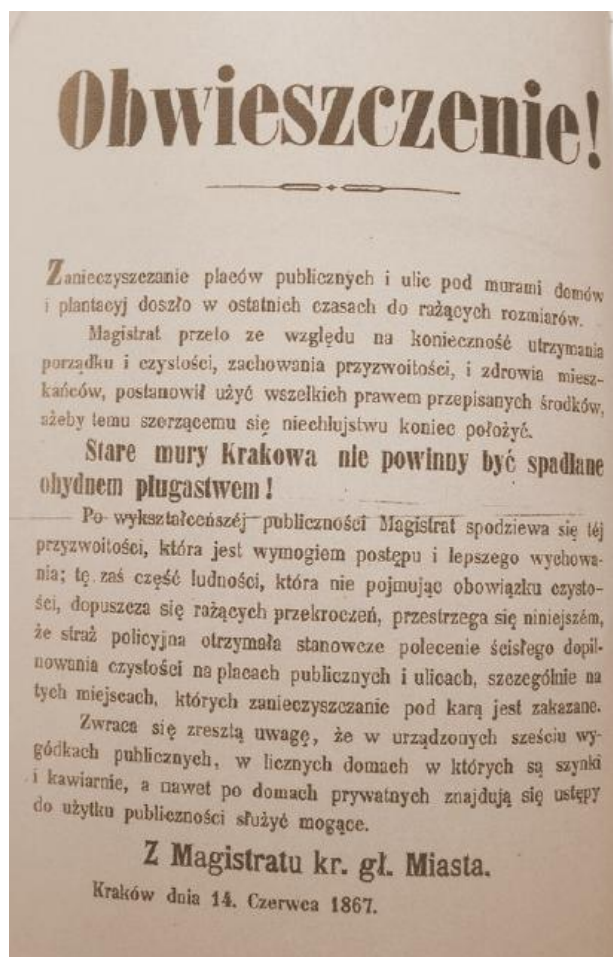 Obwieszczenie!
Zanieczyszczanie placów publicznych i ulic pod murami domów
i plantacyj doszło w ostatnich czasach do rażących rozmiarów.
Magistrat przeto ze względu na konieczność utrzymania
porządku i czystości, zachowania przyzwoitości, i zdrowia miesz-
kańców, postanowił użyć wszelkich prawem przepisanych środków,
ażeby temu szerzącemu się niechlujstwu koniec położyć.
Stare mury Krakowa nie powinny być spadlane
ohydnem plugastwem!
Po wykształceńszéj publiczności Magistrat spodziewa się téj
przyzwoitości, która jest wymogiem postępu i lepszego wychowa-
nia; tę zaś część ludności, która nie pojmując obowiązku czysto-
ści, dopuszcza się rażących przekroczeń, przestrzega się niniejszém,
że straż policyjna otrzymała stanowcze polecenie ścisłego dopil-
nowania czystości na placach publicznych i ulicach, szczególnie na
tych miejscach, których zanieczyszczanie pod karą jest zakazane.
Zwraca się zresztą uwagę, że w urządzonych sześciu wy-
gódkach publicznych, w licznych domach w których są szynki
i kawiarnie, a nawet po domach prywatnych znajdują się ustępy
do użytku publiczności służyć mogące.
Z Magistratu kr. gł. Miasta.
Kraków dnia 14. Czerwca 1867.